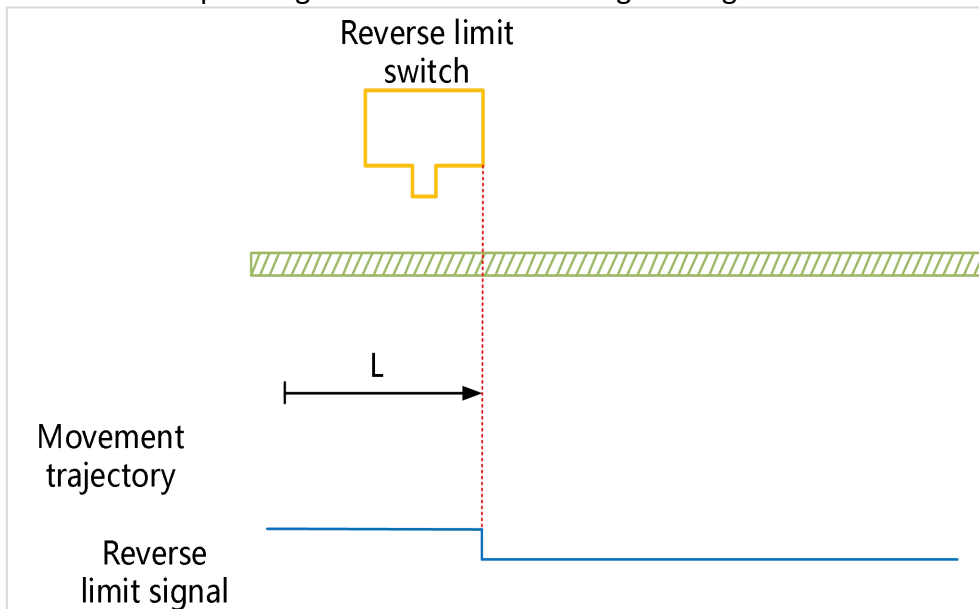 Reverse limit
switch
L
Movement
trajectory
Reverse
limit signal